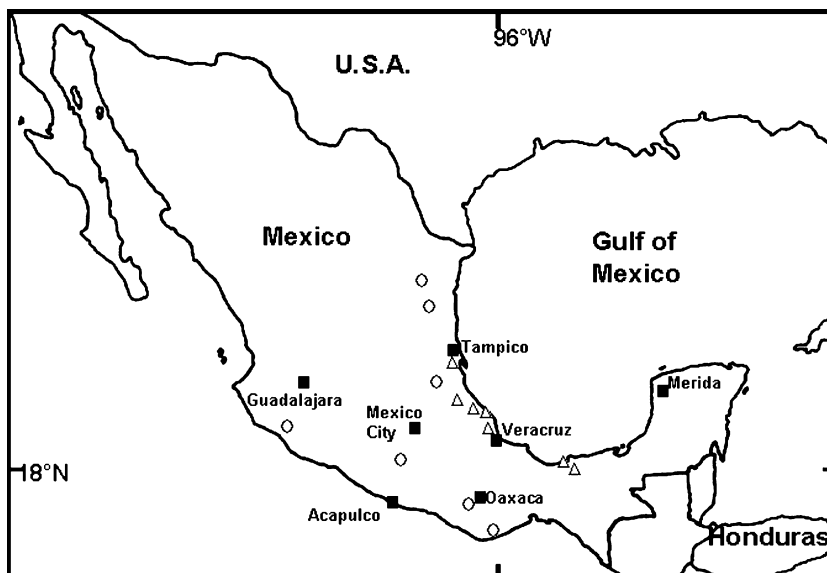 96°W
U.S.A.
Mexico
Gulf of
Mexico
Tampico
Merida
Guadalajara
Mexico
City
Veracruz
18°N
Oaxaca
Acapulco
Honduras